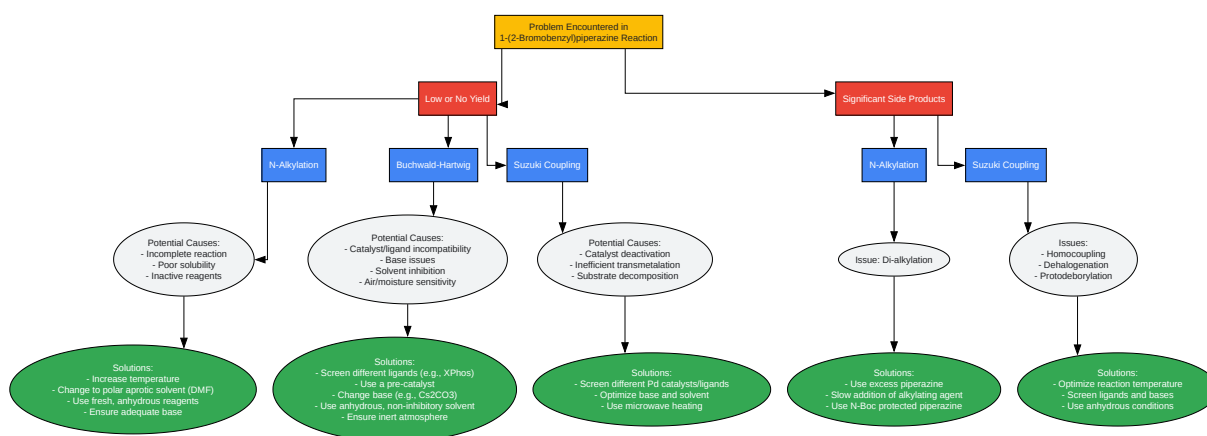 Problem Encountered in
1-(2-Bromobenzyl)piperazine Reaction
Low or No Yield
Significant Side Products
N-Alkylation
Buchwald-Hartwig
Suzuki Coupling
N-Alkylation
Suzuki Coupling
Potential Causes:
- Incomplete reaction
- Poor solubility
- Inactive reagents
Potential Causes:
- Catalyst/ligand incompatibility
- Base issues
- Solvent inhibition
- Air/moisture sensitivity
Potential Causes:
- Catalyst deactivation
- Inefficient transmetalation
- Substrate decomposition
Issue: Di-alkylation
Issues:
- Homocoupling
- Dehalogenation
- Protodeborylation
Solutions:
- Increase temperature
- Change to polar aprotic solvent (DMF)
- Use fresh, anhydrous reagents
- Ensure adequate base
Solutions:
- Screen different ligands (e.g., XPhos)
- Use a pre-catalyst
- Change base (e.g., Cs2CO3)
- Use anhydrous, non-inhibitory solvent
- Ensure inert atmosphere
Solutions:
- Screen different Pd catalysts/ligands
- Optimize base and solvent
- Use microwave heating
Solutions:
- Use excess piperazine
- Slow addition of alkylating agent
- Use N-Boc protected piperazine
Solutions:
- Optimize reaction temperature
- Screen ligands and bases
- Use anhydrous conditions